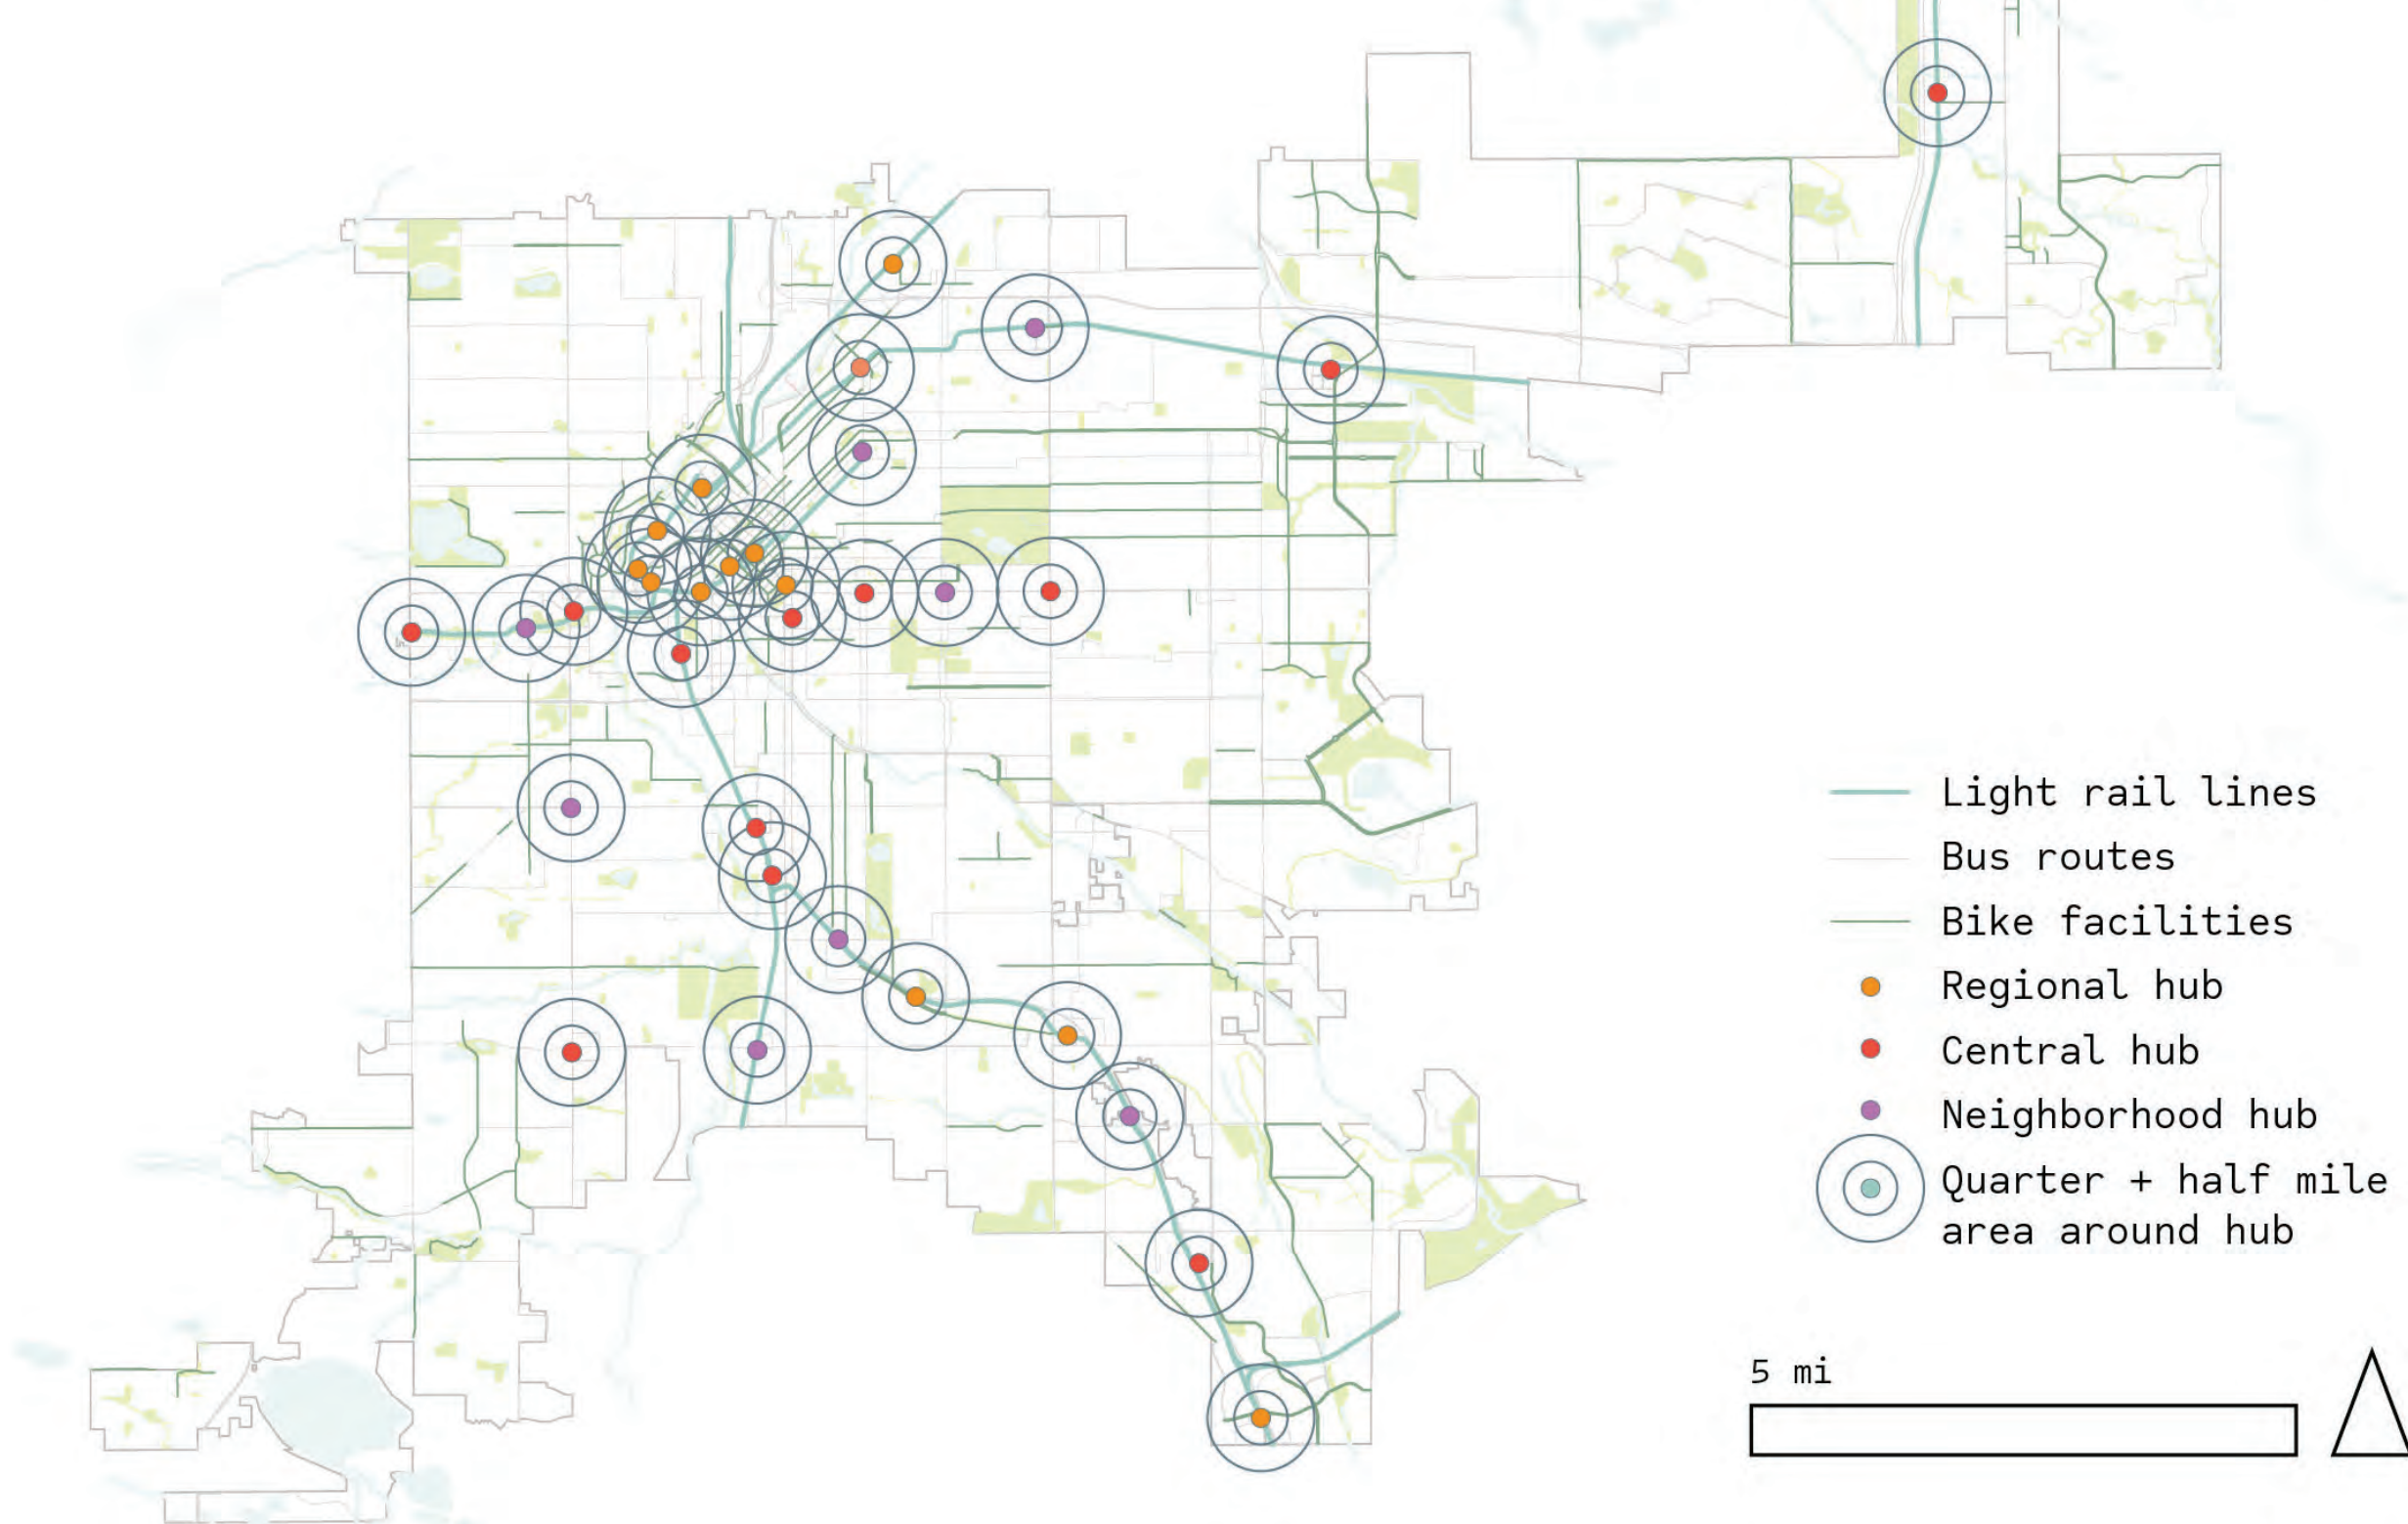 Light rail lines
Bus routes
Bike facilities
Regional hub
Central hub
Neighborhood hub
Quarter + half mile
area around hub
5 mi